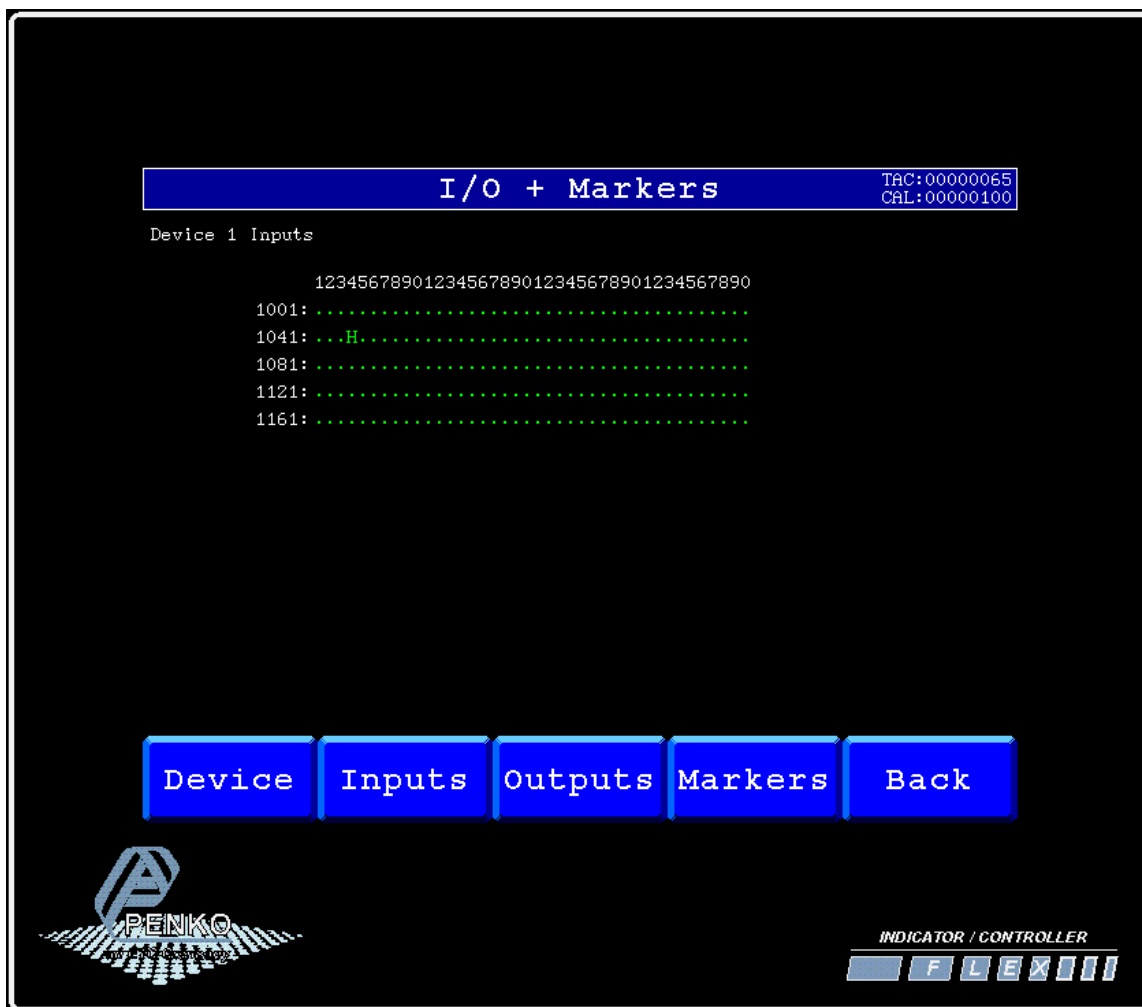 I/O + Markers
TAC:00000065
CAL:00000100
Device 1 Inputs
1234567890123456789012345678901234567890
1001:........................................
1041:...H....................................
1081:........................................
1121:........................................
1161:........................................
Device Inputs Outputs Markers Back
PENKO
INDICATOR / CONTROLLER
FLEX